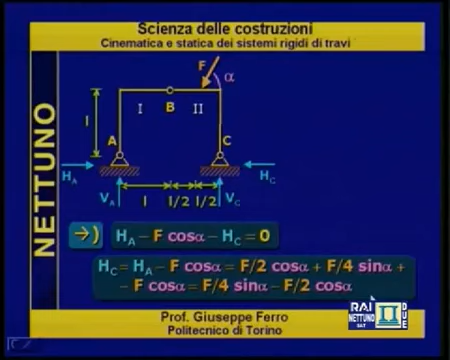 Scienza delle costruzioni
Cinematica e statica dei sistemi rigidi di travi
NETTUNO
F
α
I
B
II
l
A
C
H_A
H_C
V_A
V_C
l
l/2
l/2
→) H_A − F cosα − H_C = 0
H_C = H_A − F cosα = F/2 cosα + F/4 sinα +
− F cosα = F/4 sinα − F/2 cosα
RAI
NETTUNO
SAT
DUE
Prof. Giuseppe Ferro
Politecnico di Torino